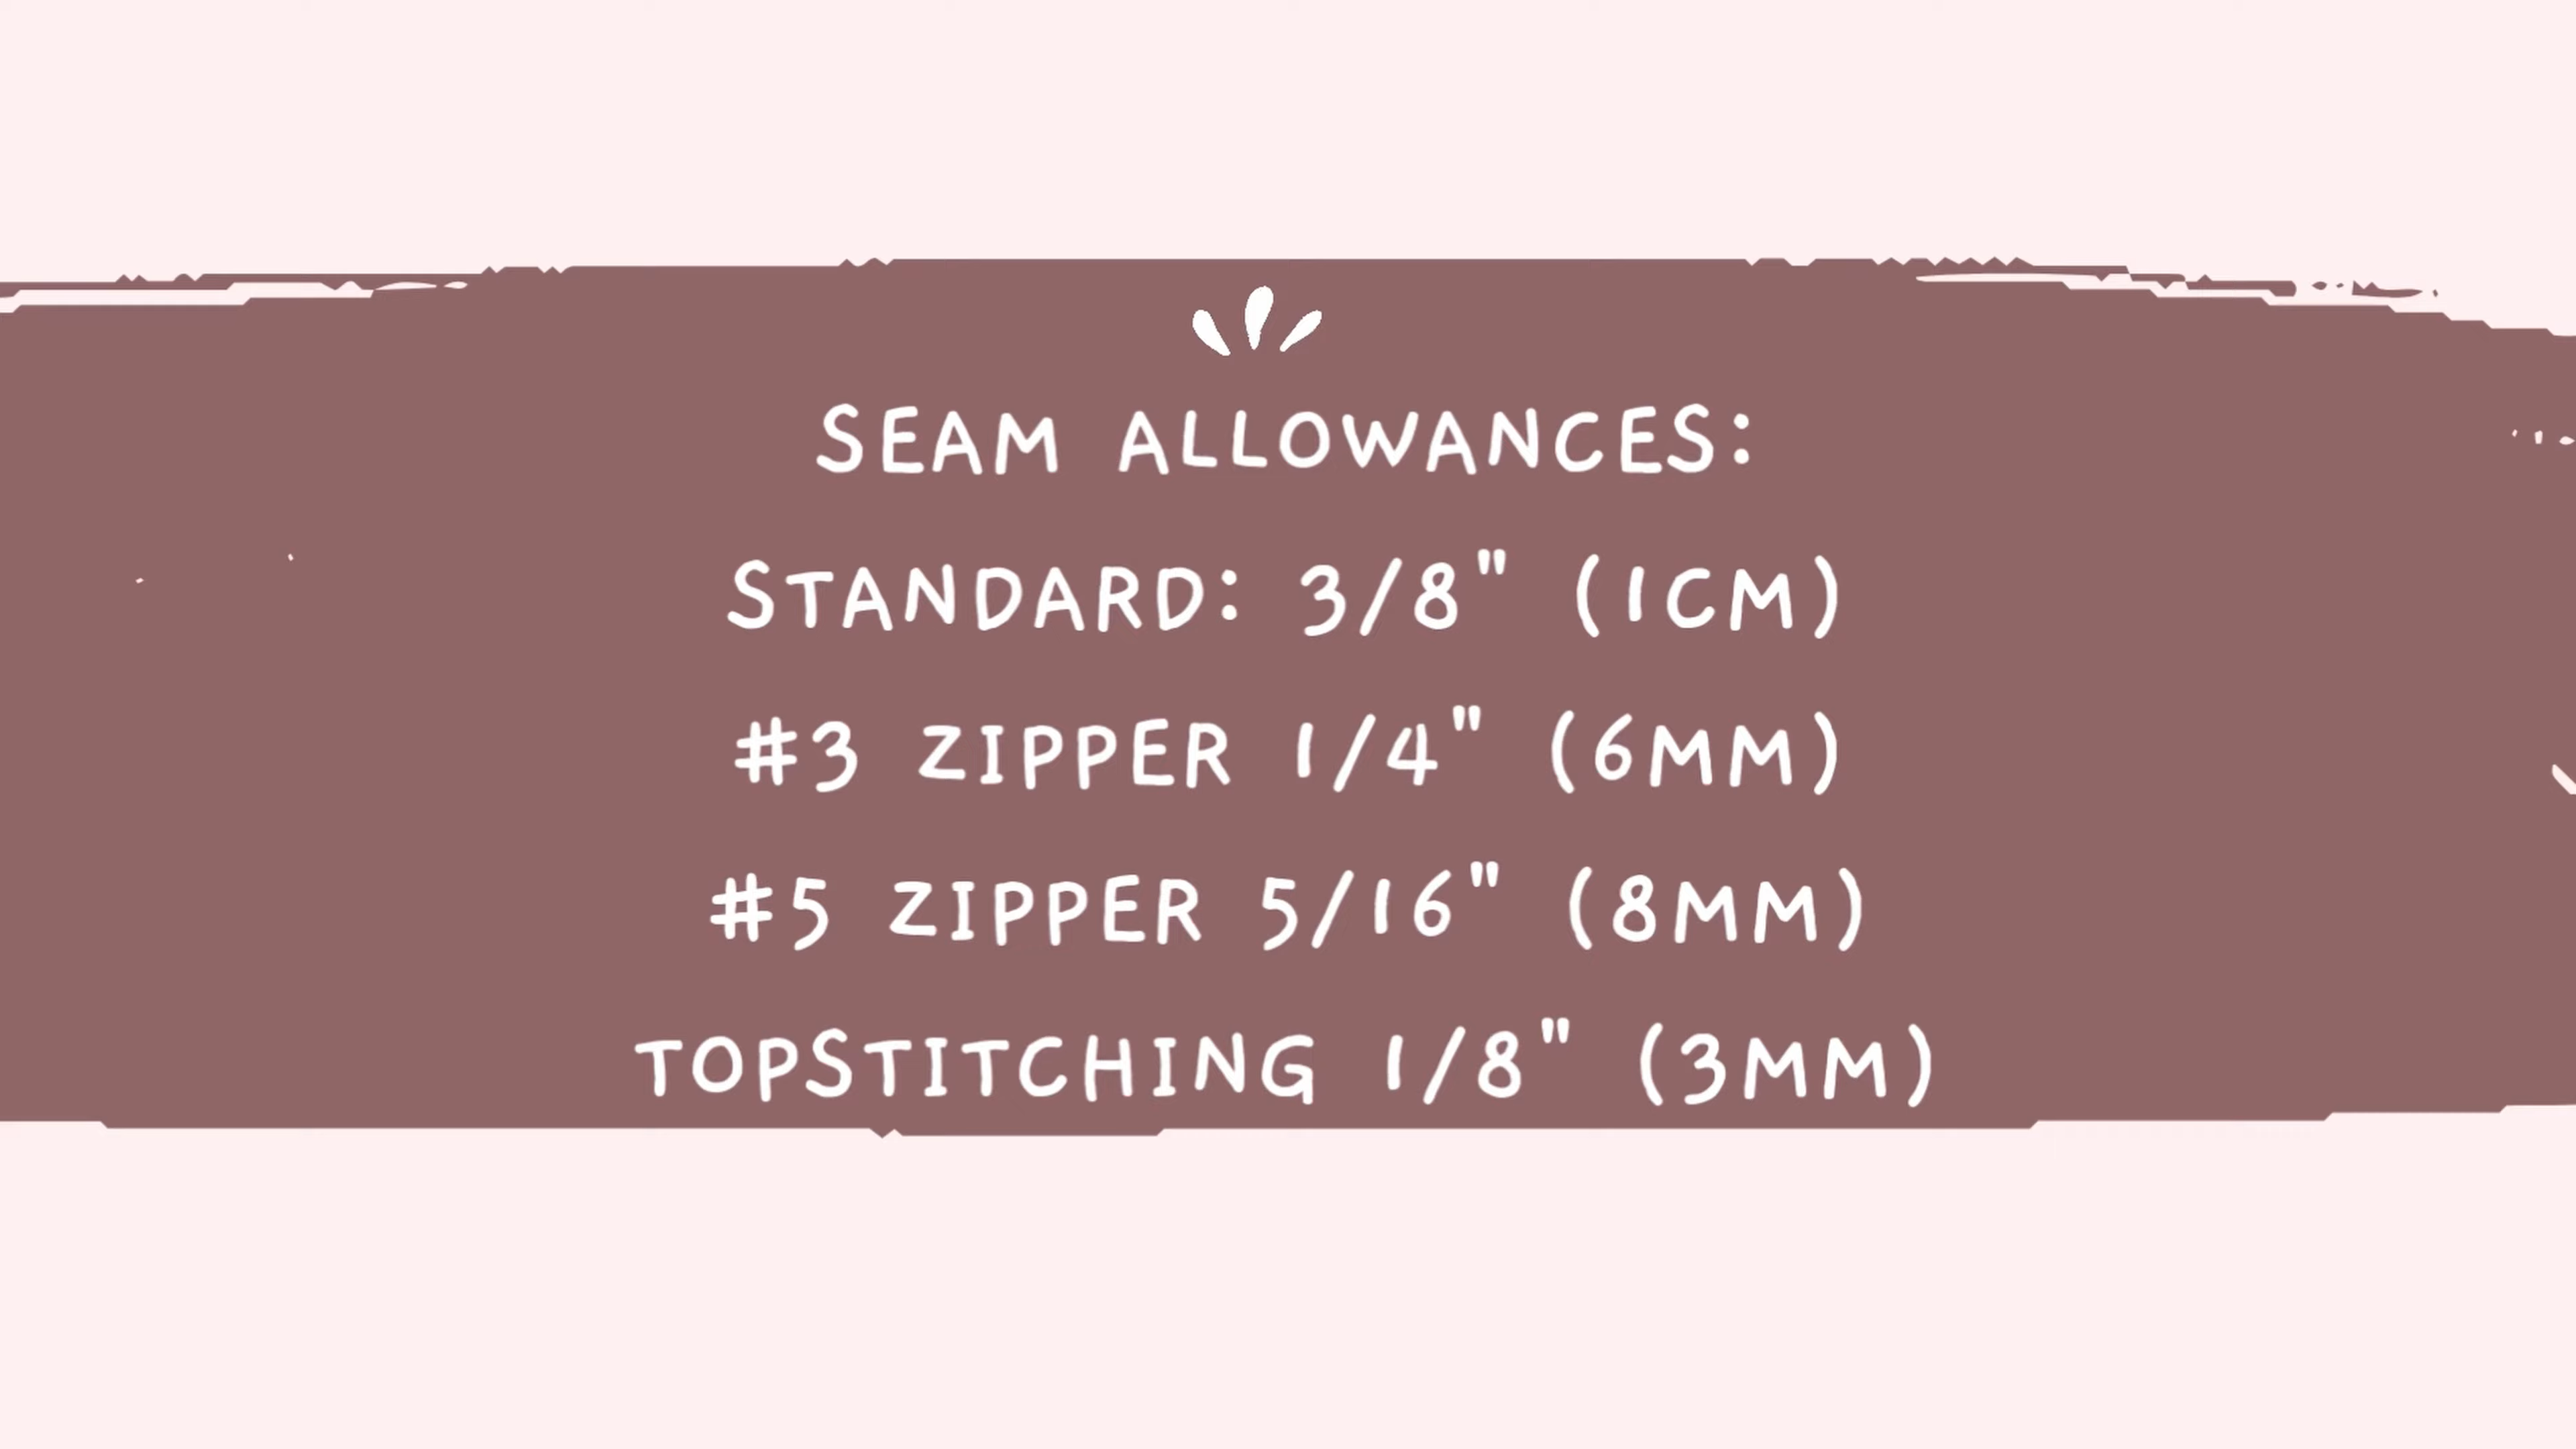 SEAM ALLOWANCES:
STANDARD: 3/8" (1CM)
#3 ZIPPER 1/4" (6MM)
#5 ZIPPER 5/16" (8MM)
TOPSTITCHING 1/8" (3MM)